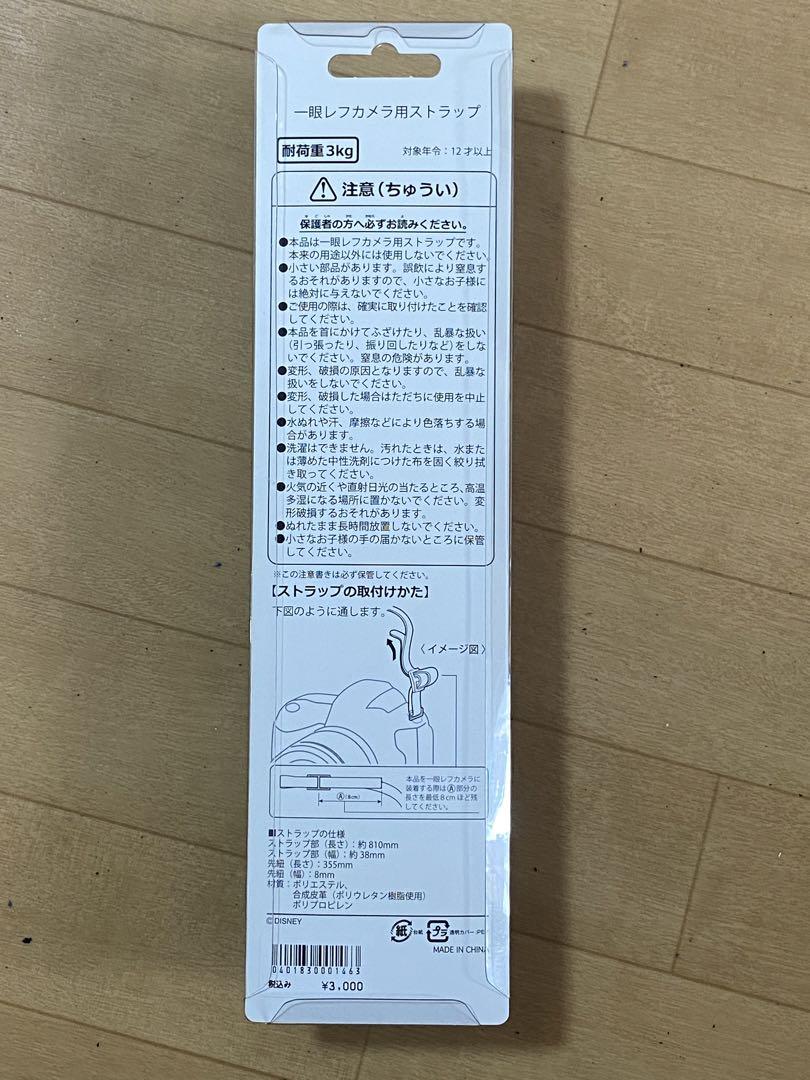 一眼レフカメラ用ストラップ
耐荷重3kg
対象年令：12才以上
注意(ちゅうい)
保護者の方へ必ずお読みください。
●本品は一眼レフカメラ用ストラップです。
本来の用途以外には使用しないでください。
●小さい部品があります。誤飲により窒息す
るおそれがありますので、小さなお子様に
は絶対に与えないでください。
●ご使用の際は、確実に取り付けたことを確認
してください。
●本品を首にかけてふざけたり、乱暴な扱い
（引っ張ったり、振り回したりなど）をしな
いでください。窒息の危険があります。
●変形、破損の原因となりますので、乱暴な
扱いをしないでください。
●変形、破損した場合はただちに使用を中止
してください。
●水ぬれや汗、摩擦などにより色落ちする場
合があります。
●洗濯はできません。汚れたときは、水また
は薄めた中性洗剤につけた布を固く絞り拭
き取ってください。
●火気の近くや直射日光の当たるところ、高温
多湿になる場所に置かないでください。変
形破損するおそれがあります。
●ぬれたまま長時間放置しないでください。
●小さなお子様の手の届かないところに保管
してください。
※この注意書きは必ず保管してください。
【ストラップの取付けかた】
下図のように通します。
〈イメージ図〉
本品を一眼レフカメラに
装着する際はⒶ部分の
長さを最低8cmほど残
してください。
Ⓐ(8cm)
■ストラップの仕様
ストラップ部（長さ）：約810mm
ストラップ部（幅）：約38mm
先紐（長さ）：355mm
先紐（幅）：8mm
材質：ポリエステル、
合成皮革（ポリウレタン樹脂使用）
ポリプロピレン
©DISNEY
紙 台紙 プラ 透明カバー:PET
MADE IN CHINA
0401830001463
税込み ¥3,000